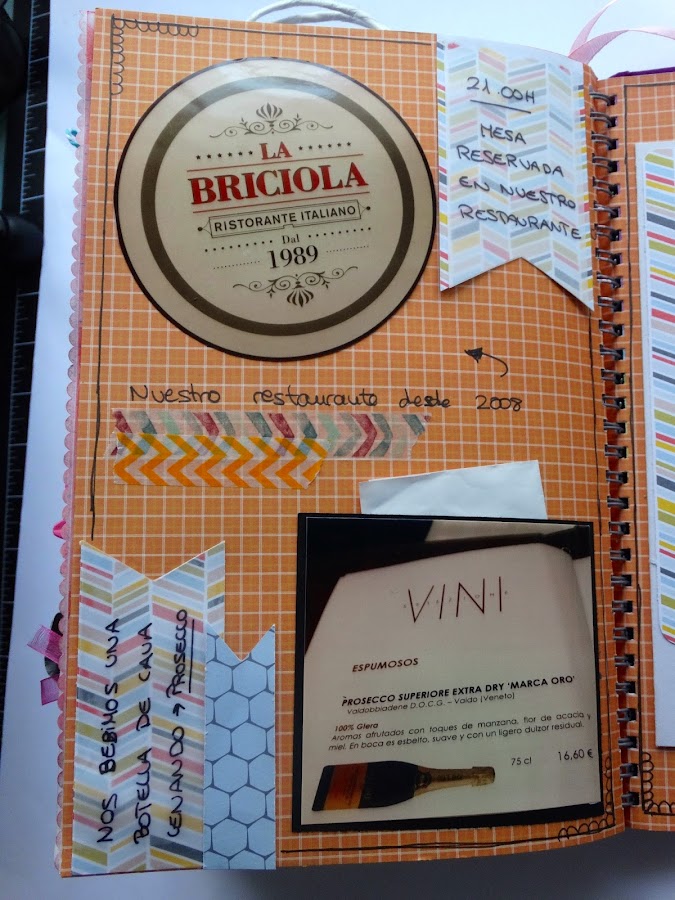 LA
BRICIOLA
RISTORANTE ITALIANO
Dal
1989
21.00H
MESA
RESERVADA
EN NUESTRO
RESTAURANTE
Nuestro restaurante desde 2008
VINI
ESPUMOSOS
PROSECCO SUPERIORE EXTRA DRY 'MARCA ORO'
Valdobbiadene D.O.C.G. – Valdo (Veneto)
100% Glera
Aromas afrutados con toques de manzana, flor de acacia y
miel. En boca es esbelto, suave y con un ligero dulzor residual.
75 cl 16,60 €
NOS BEBIMOS UNA
BOTELLA DE CAVA
CENANDO → PROSECCO